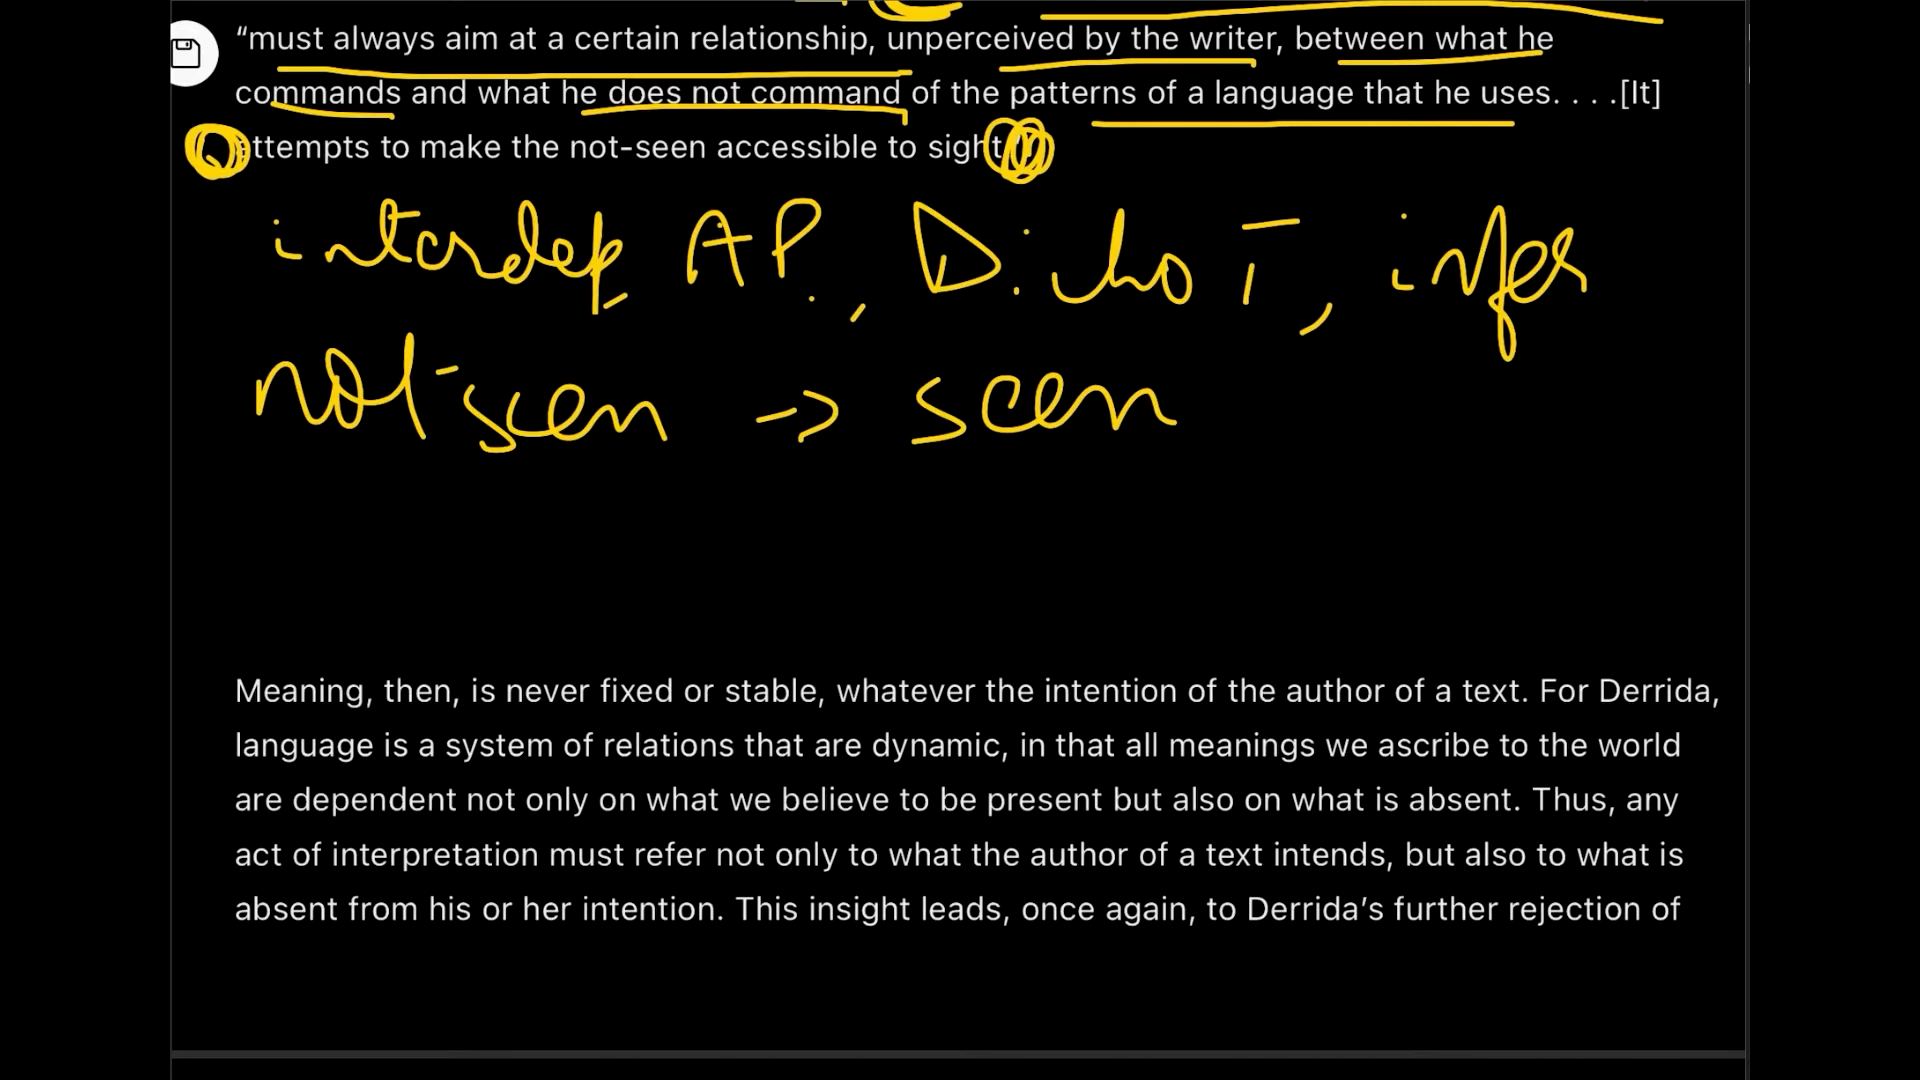 “must always aim at a certain relationship, unperceived by the writer, between what he
commands and what he does not command of the patterns of a language that he uses. . . .[It]
attempts to make the not-seen accessible to sight
interdep AP., DichoT, infer
not-seen -> seen
Meaning, then, is never fixed or stable, whatever the intention of the author of a text. For Derrida,
language is a system of relations that are dynamic, in that all meanings we ascribe to the world
are dependent not only on what we believe to be present but also on what is absent. Thus, any
act of interpretation must refer not only to what the author of a text intends, but also to what is
absent from his or her intention. This insight leads, once again, to Derrida’s further rejection of